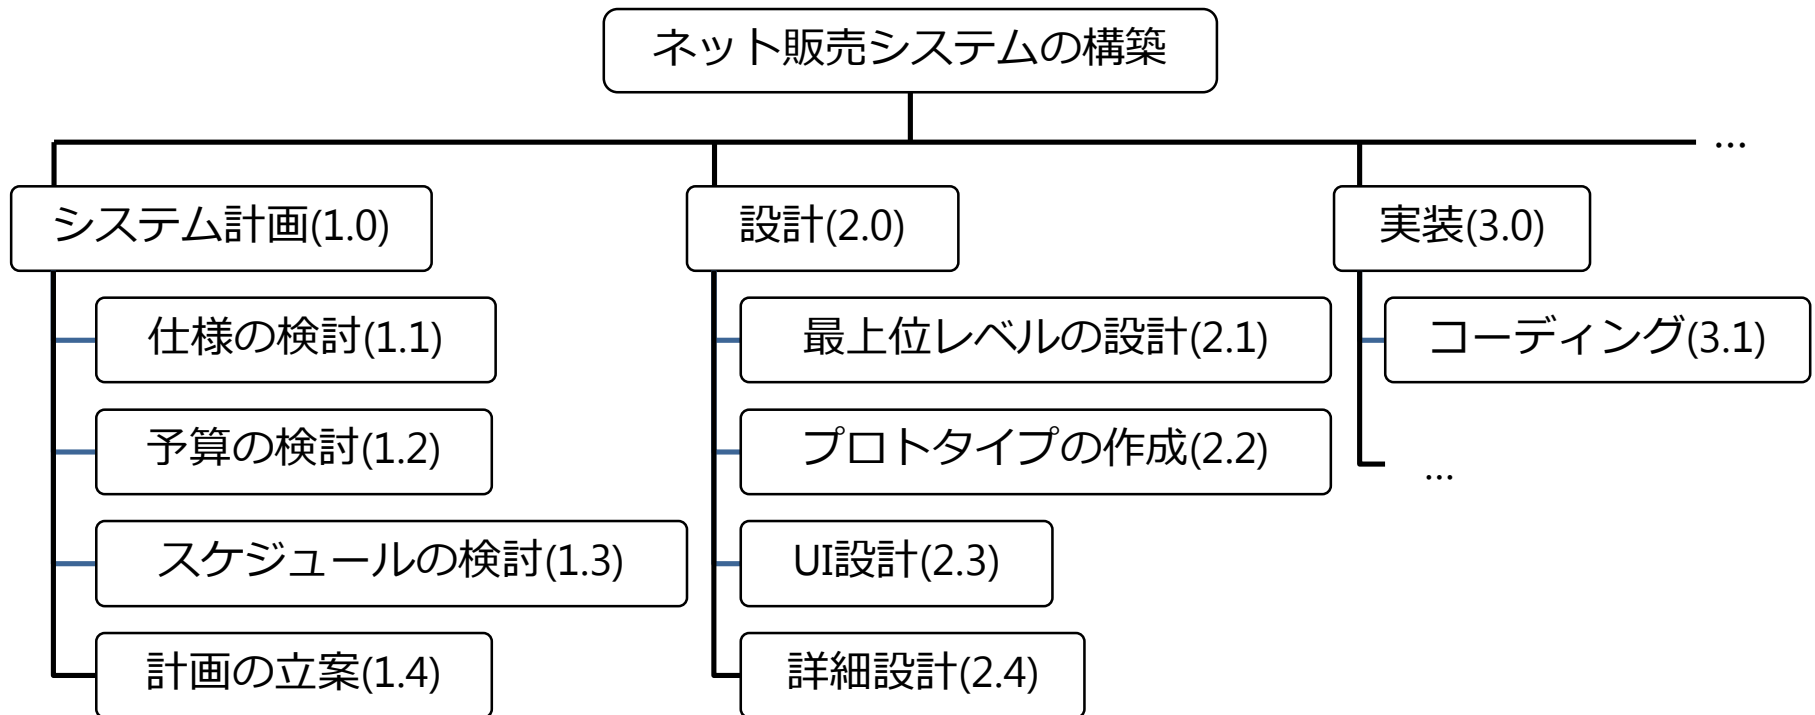 ネット販売システムの構築
...
システム計画(1.0)
仕様の検討(1.1)
予算の検討(1.2)
スケジュールの検討(1.3)
計画の立案(1.4)
設計(2.0)
最上位レベルの設計(2.1)
プロトタイプの作成(2.2)
UI設計(2.3)
詳細設計(2.4)
実装(3.0)
コーディング(3.1)
...